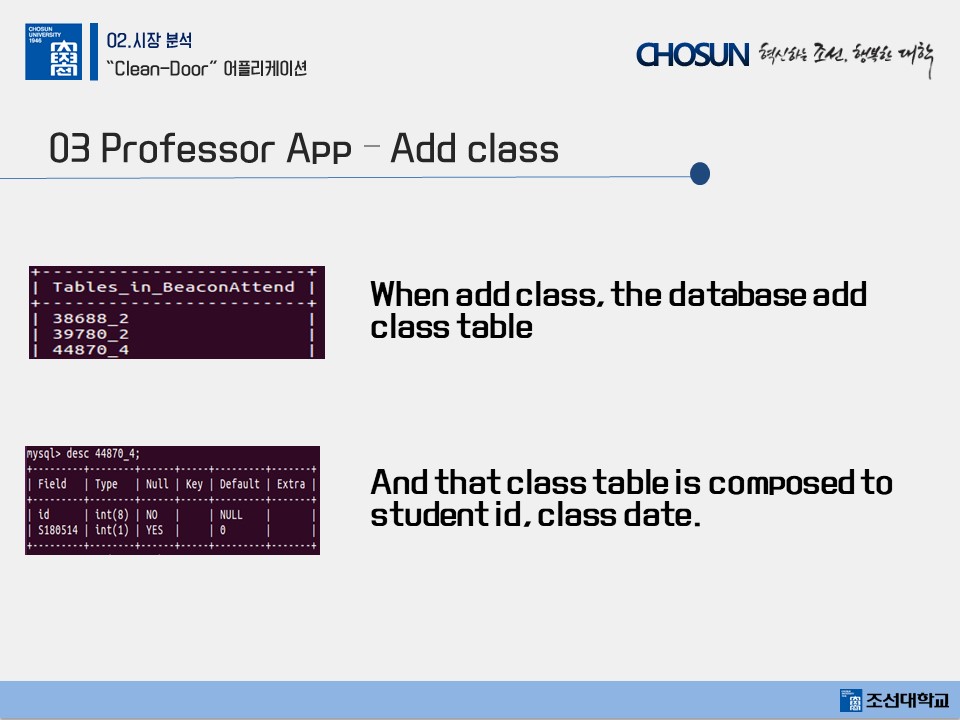 CHOSUN
UNIVERSITY
1946
02.시장 분석
“Clean-Door” 어플리케이션
CHOSUN 혁신하는 조선, 행복한 대학
03 Professor App – Add class
+--------------------------+
| Tables_in_BeaconAttend |
+--------------------------+
| 38688_2 |
| 39780_2 |
| 44870_4 |
When add class, the database add
class table
mysql> desc 44870_4;
+---------+--------+------+-----+---------+-------+
| Field | Type | Null | Key | Default | Extra |
+---------+--------+------+-----+---------+-------+
| id | int(8) | NO | | NULL | |
| S180514 | int(1) | YES | | 0 | |
+---------+--------+------+-----+---------+-------+
And that class table is composed to
student id, class date.
조선대학교